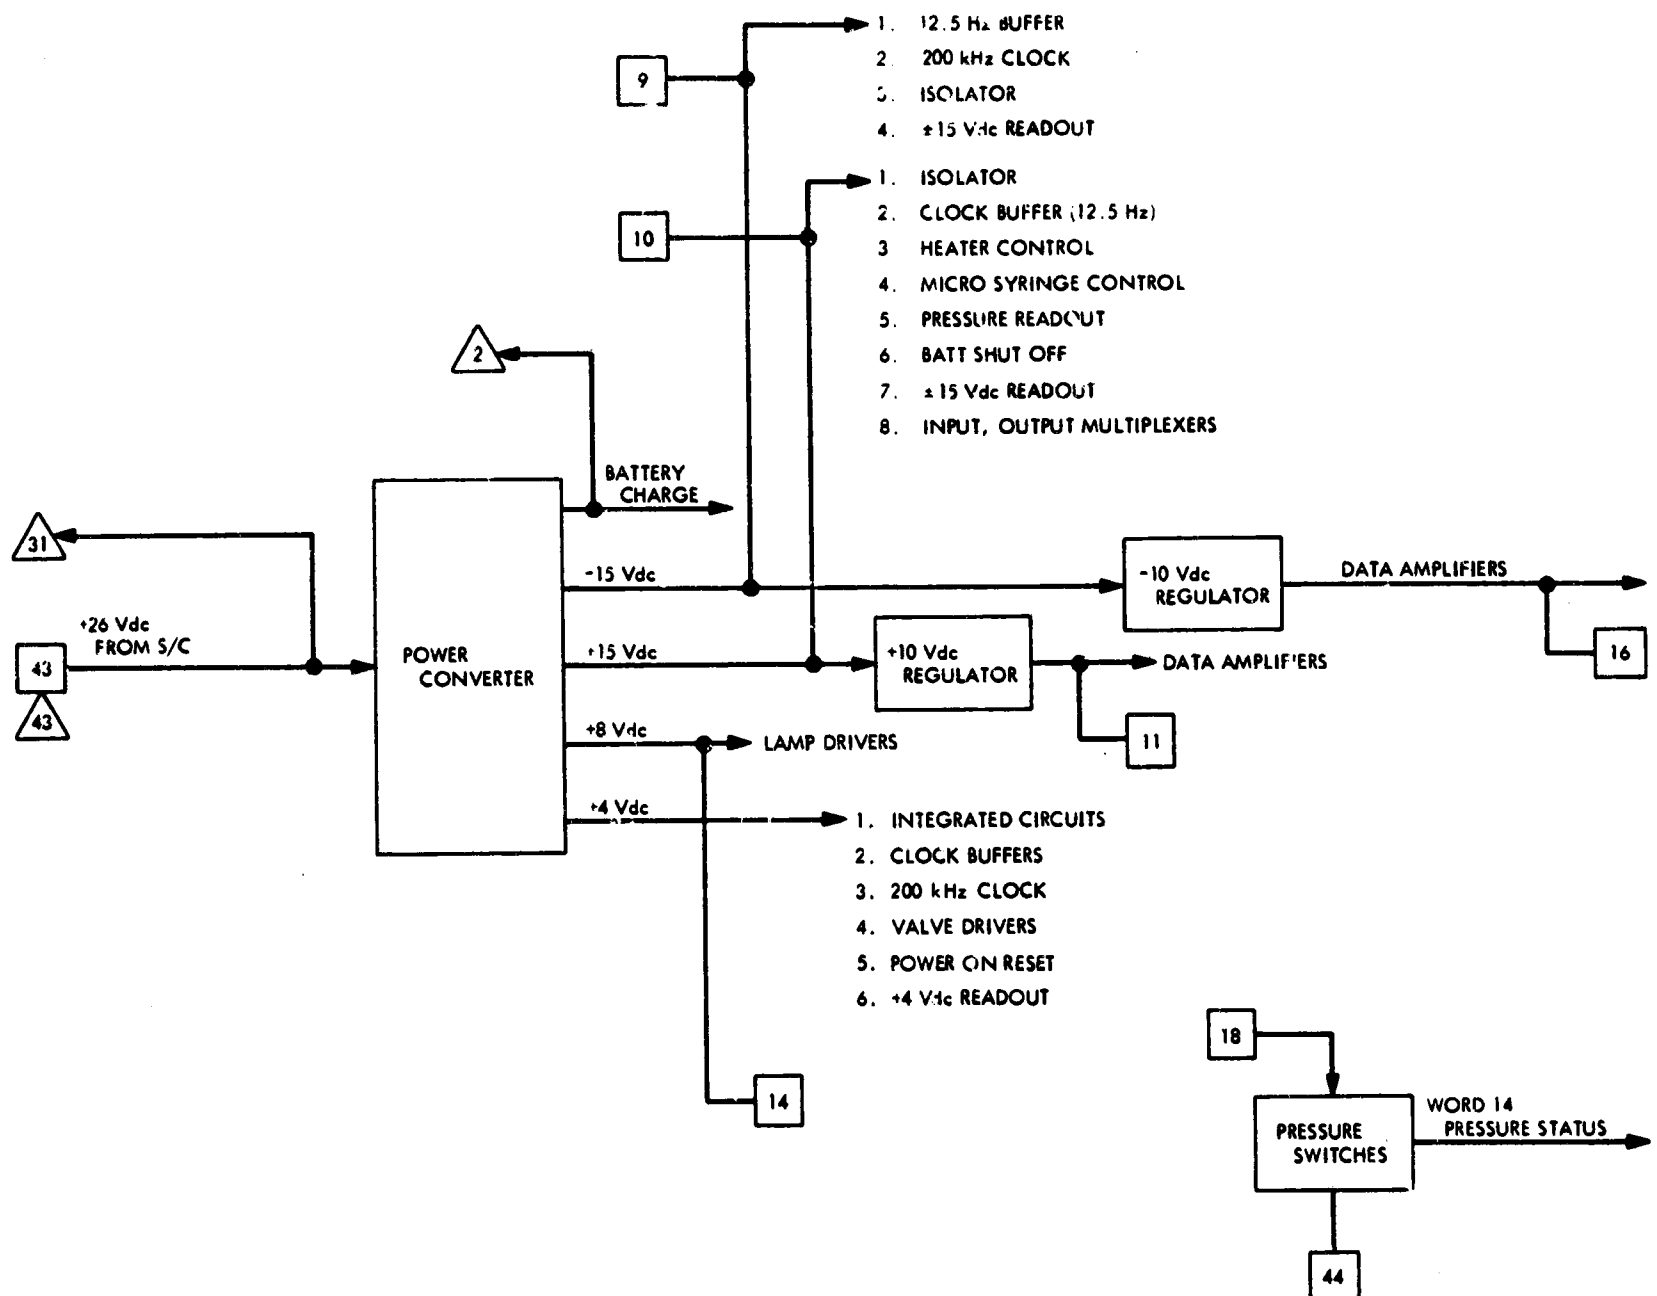 1. 12.5 Hz BUFFER
2 200 kHz CLOCK
3. ISOLATOR
4. ±15 Vdc READOUT
9
1. ISOLATOR
2. CLOCK BUFFER (12.5 Hz)
3 HEATER CONTROL
4. MICRO SYRINGE CONTROL
5. PRESSURE READOUT
6. BATT SHUT OFF
7. ±15 Vdc READOUT
8. INPUT, OUTPUT MULTIPLEXERS
10
2
BATTERY
CHARGE
31
-15 Vdc
-10 Vdc
REGULATOR
DATA AMPLIFIERS
16
+26 Vdc
FROM S/C
43
43
POWER
CONVERTER
+15 Vdc
+10 Vdc
REGULATOR
DATA AMPLIFIERS
11
+8 Vdc
LAMP DRIVERS
+4 Vdc
1. INTEGRATED CIRCUITS
2. CLOCK BUFFERS
3. 200 kHz CLOCK
4. VALVE DRIVERS
5. POWER ON RESET
6. +4 Vdc READOUT
14
18
PRESSURE
SWITCHES
WORD 14
PRESSURE STATUS
44